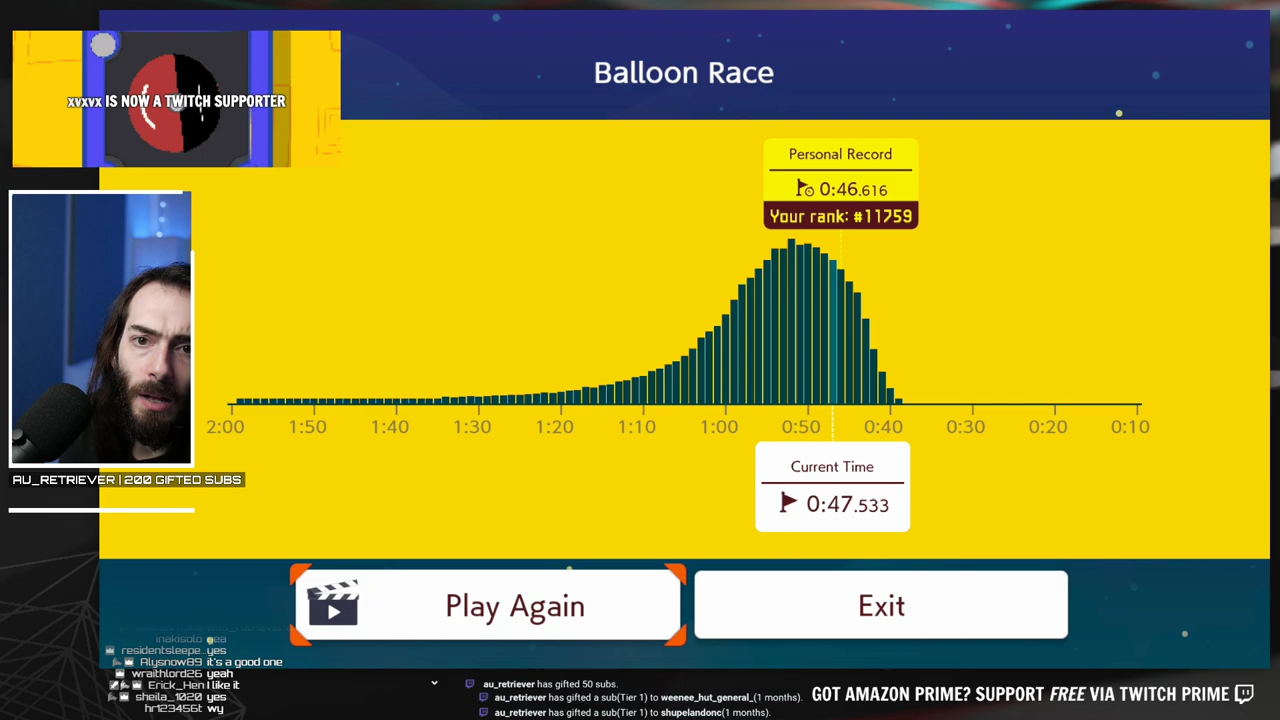 Balloon Race
xvxvx IS NOW A TWITCH SUPPORTER
Personal Record
0:46.616
Your rank: #11759
2:00 1:50 1:40 1:30 1:20 1:10 1:00 0:50 0:40 0:30 0:20 0:10
Current Time
0:47.533
AU_RETRIEVER | 200 GIFTED SUBS
Play Again
Exit
inakisolo yea
residentsleepe.. yes
Alysnow89 it's a good one
wraithlord26 yeah
Erick_Hen I like it
sheila_1020 yes
hr123456t wy
au_retriever has gifted 50 subs.
au_retriever has gifted a sub(Tier 1) to weenee_hut_general_(1 months).
au_retriever has gifted a sub(Tier 1) to shupelandonc(1 months).
GOT AMAZON PRIME? SUPPORT FREE VIA TWITCH PRIME